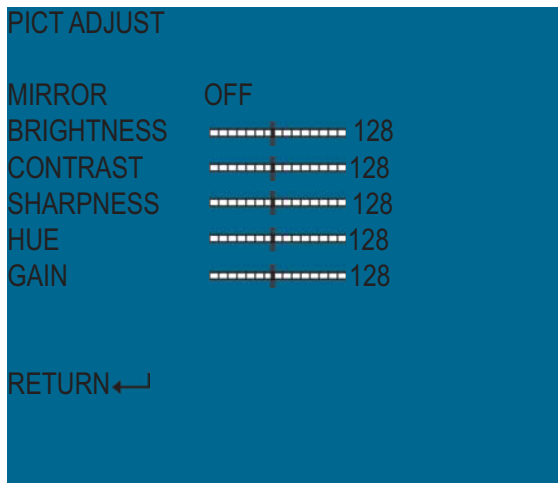 PICT ADJUST
MIRROR OFF
BRIGHTNESS 128
CONTRAST 128
SHARPNESS 128
HUE 128
GAIN 128
RETURN